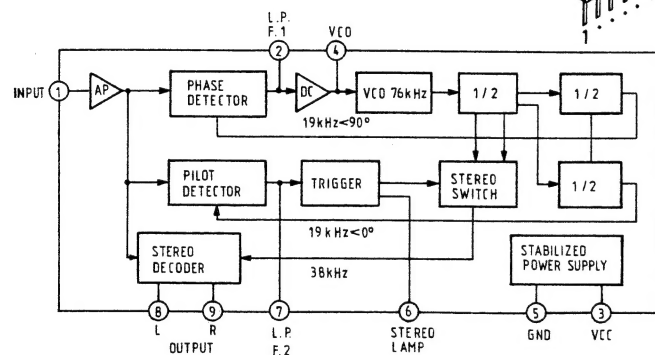 L.P.
F.1
VCO
2
4
1
INPUT
1
AP
PHASE
DETECTOR
DC
VCO 76kHz
1/2
1/2
19kHz<90°
PILOT
DETECTOR
TRIGGER
STEREO
SWITCH
1/2
19kHz<0°
STEREO
DECODER
38kHz
STABILIZED
POWER SUPPLY
8
9
7
6
5
3
L
R
L.P.
F.2
STEREO
LAMP
GND
VCC
OUTPUT